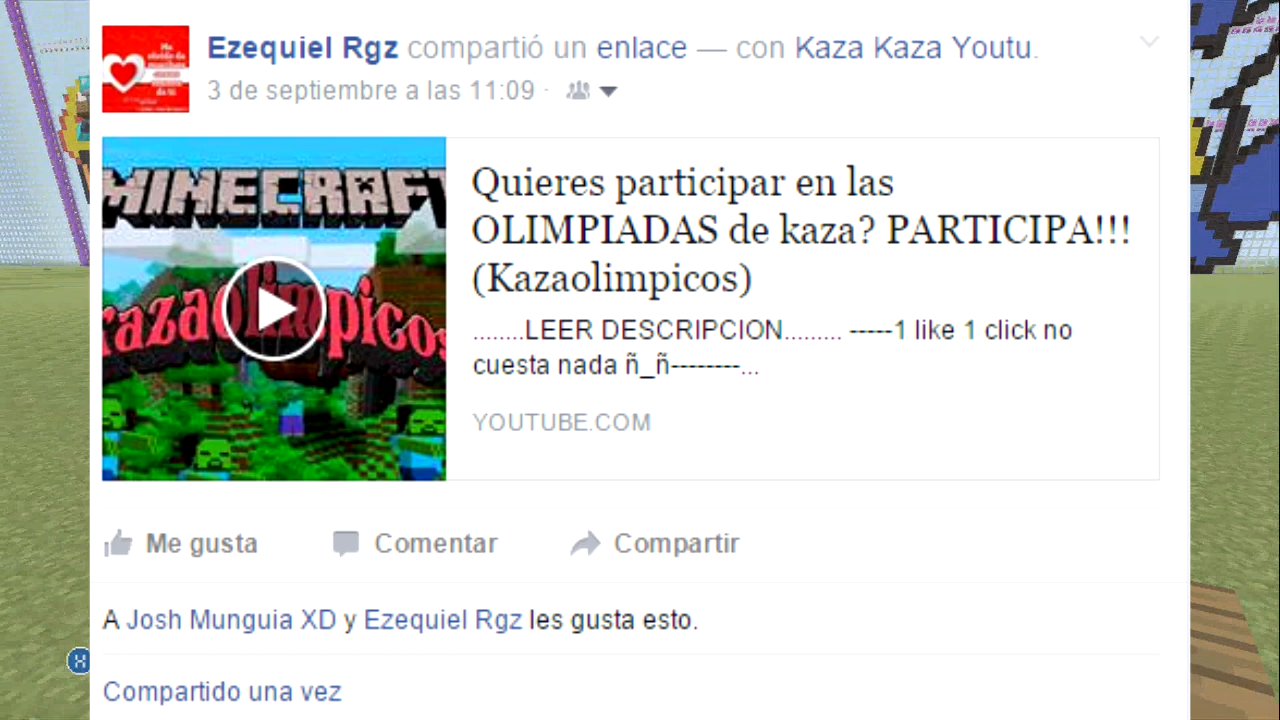 Ezequiel Rgz compartió un enlace — con Kaza Kaza Youtu.
3 de septiembre a las 11:09 ·
MINECRAFT
Kazaolimpicos
Quieres participar en las
OLIMPIADAS de kaza? PARTICIPA!!!
(Kazaolimpicos)
........LEER DESCRIPCION......... -----1 like 1 click no
cuesta nada ñ_ñ--------...
YOUTUBE.COM
Me gusta Comentar Compartir
A Josh Munguia XD y Ezequiel Rgz les gusta esto.
X
Compartido una vez